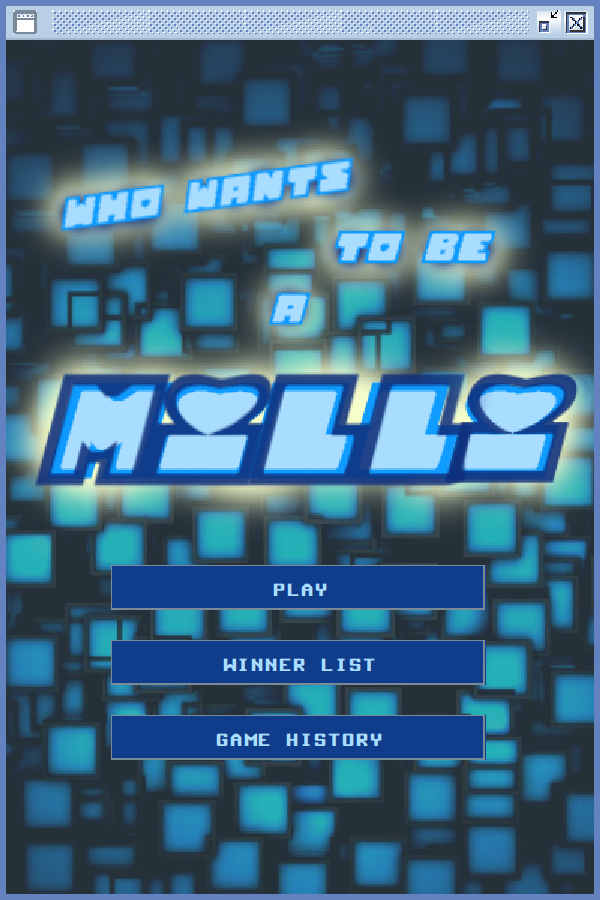 WHO WANTS
TO BE
A
MiLLi
PLAY
WINNER LIST
GAME HISTORY